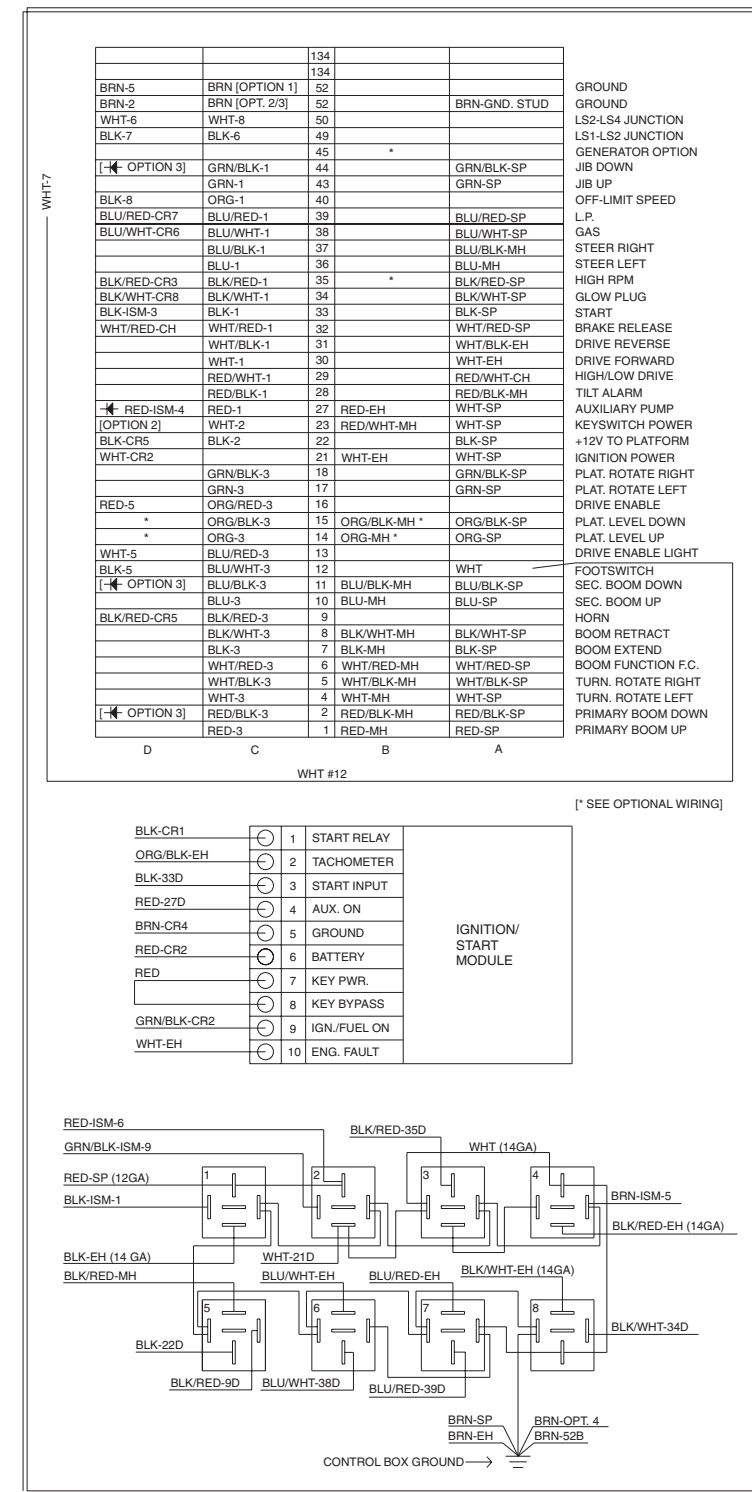 134
134
BRN-5 BRN [OPTION 1] 52 GROUND
BRN-2 BRN [OPT. 2/3] 52 BRN-GND. STUD GROUND
WHT-6 WHT-8 50 LS2-LS4 JUNCTION
BLK-7 BLK-6 49 LS1-LS2 JUNCTION
45 * GENERATOR OPTION
[ OPTION 3] GRN/BLK-1 44 GRN/BLK-SP JIB DOWN
GRN-1 43 GRN-SP JIB UP
BLK-8 ORG-1 40 OFF-LIMIT SPEED
BLU/RED-CR7 BLU/RED-1 39 BLU/RED-SP L.P.
BLU/WHT-CR6 BLU/WHT-1 38 BLU/WHT-SP GAS
BLU/BLK-1 37 BLU/BLK-MH STEER RIGHT
BLU-1 36 BLU-MH STEER LEFT
BLK/RED-CR3 BLK/RED-1 35 * BLK/RED-SP HIGH RPM
BLK/WHT-CR8 BLK/WHT-1 34 BLK/WHT-SP GLOW PLUG
BLK-ISM-3 BLK-1 33 BLK-SP START
WHT/RED-CH WHT/RED-1 32 WHT/RED-SP BRAKE RELEASE
WHT/BLK-1 31 WHT/BLK-EH DRIVE REVERSE
WHT-1 30 WHT-EH DRIVE FORWARD
RED/WHT-1 29 RED/WHT-CH HIGH/LOW DRIVE
RED/BLK-1 28 RED/BLK-MH TILT ALARM
RED-ISM-4 RED-1 27 RED-EH WHT-SP AUXILIARY PUMP
[OPTION 2] WHT-2 23 RED/WHT-MH WHT-SP KEYSWITCH POWER
BLK-CR5 BLK-2 22 BLK-SP +12V TO PLATFORM
WHT-CR2 21 WHT-EH WHT-SP IGNITION POWER
GRN/BLK-3 18 GRN/BLK-SP PLAT. ROTATE RIGHT
GRN-3 17 GRN-SP PLAT. ROTATE LEFT
RED-5 ORG/RED-3 16 DRIVE ENABLE
* ORG/BLK-3 15 ORG/BLK-MH * ORG/BLK-SP PLAT. LEVEL DOWN
* ORG-3 14 ORG-MH * ORG-SP PLAT. LEVEL UP
WHT-5 BLU/RED-3 13 DRIVE ENABLE LIGHT
BLK-5 BLU/WHT-3 12 WHT FOOTSWITCH
[ OPTION 3] BLU/BLK-3 11 BLU/BLK-MH BLU/BLK-SP SEC. BOOM DOWN
BLU-3 10 BLU-MH BLU-SP SEC. BOOM UP
BLK/RED-CR5 BLK/RED-3 9 HORN
BLK/WHT-3 8 BLK/WHT-MH BLK/WHT-SP BOOM RETRACT
BLK-3 7 BLK-MH BLK-SP BOOM EXTEND
WHT/RED-3 6 WHT/RED-MH WHT/RED-SP BOOM FUNCTION F.C.
WHT/BLK-3 5 WHT/BLK-MH WHT/BLK-SP TURN. ROTATE RIGHT
WHT-3 4 WHT-MH WHT-SP TURN. ROTATE LEFT
[ OPTION 3] RED/BLK-3 2 RED/BLK-MH RED/BLK-SP PRIMARY BOOM DOWN
RED-3 1 RED-MH RED-SP PRIMARY BOOM UP
D C B A
WHT-7
WHT #12
[* SEE OPTIONAL WIRING]
BLK-CR1 1 START RELAY
ORG/BLK-EH 2 TACHOMETER
BLK-33D 3 START INPUT
RED-27D 4 AUX. ON
BRN-CR4 5 GROUND
RED-CR2 6 BATTERY
RED 7 KEY PWR.
8 KEY BYPASS
GRN/BLK-CR2 9 IGN./FUEL ON
WHT-EH 10 ENG. FAULT
IGNITION/
START
MODULE
RED-ISM-6
BLK/RED-35D
GRN/BLK-ISM-9
WHT (14GA)
RED-SP (12GA)
1 2 3 4
BLK-ISM-1
BRN-ISM-5
BLK/RED-EH (14GA)
BLK-EH (14 GA)
WHT-21D
BLK/RED-MH
BLU/WHT-EH
BLU/RED-EH
BLK/WHT-EH (14GA)
5 6 7 8
BLK/WHT-34D
BLK-22D
BLK/RED-9D
BLU/WHT-38D
BLU/RED-39D
BRN-SP BRN-OPT. 4
BRN-EH BRN-52B
CONTROL BOX GROUND